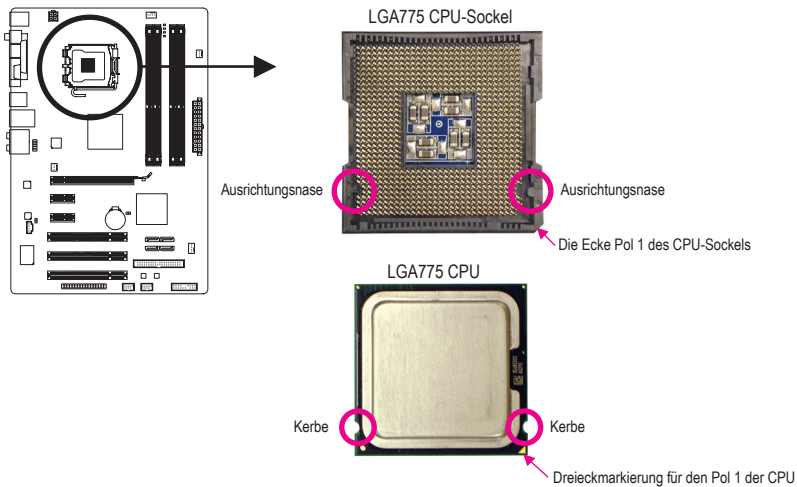 LGA775 CPU-Sockel
Ausrichtungsnase
Ausrichtungsnase
Die Ecke Pol 1 des CPU-Sockels
LGA775 CPU
Kerbe
Kerbe
Dreieckmarkierung für den Pol 1 der CPU